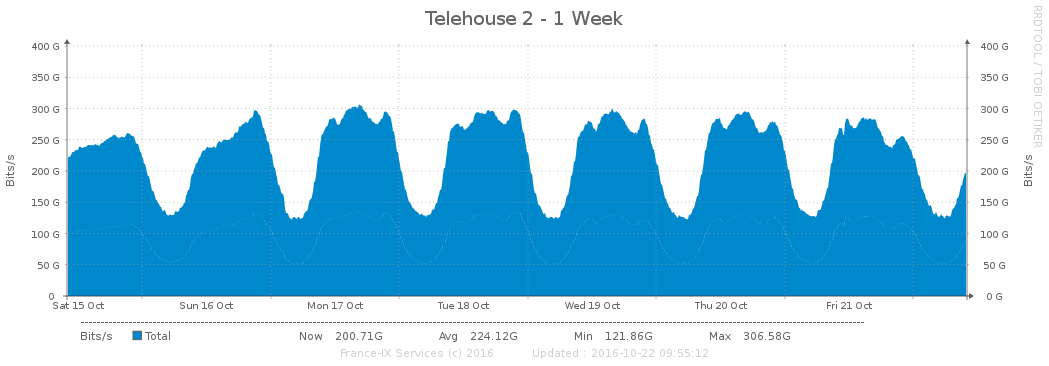 Telehouse 2 - 1 Week
RRDTOOL / TOBI OETIKER
400 G 400 G
350 G 350 G
300 G 300 G
250 G 250 G
200 G 200 G
150 G 150 G
100 G 100 G
50 G 50 G
0 0 G
Bits/s
Bits/s
Sat 15 Oct Sun 16 Oct Mon 17 Oct Tue 18 Oct Wed 19 Oct Thu 20 Oct Fri 21 Oct
Bits/s Total Now 200.71G Avg 224.12G Min 121.86G Max 306.58G
France-IX Services (c) 2016 Updated : 2016-10-22 09:55:12